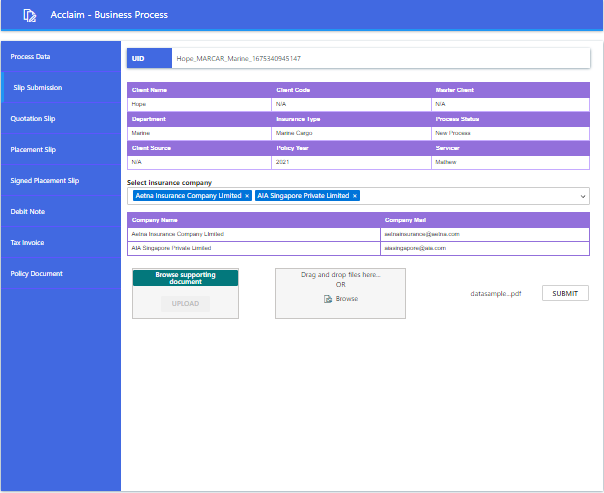 Acclaim - Business Process
Process Data
Slip Submission
Quotation Slip
Placement Slip
Signed Placement Slip
Debit Note
Tax Invoice
Policy Document
UID Hope_MARCAR_Marine_1675340945147
Client Name Client Code Master Client
Hope N/A N/A
Department Insurance Type Process Status
Marine Marine Cargo New Process
Client Source Policy Year Servicer
N/A 2021 Mathew
Select insurance company
Aetna Insurance Company Limited × AIA Singapore Private Limited ×
Company Name Company Mail
Aetna Insurance Company Limited aetnainsurance@aetna.com
AIA Singapore Private Limited aiasingapore@aia.com
Browse supporting
document
UPLOAD
Drag and drop files here...
OR
Browse
datasample...pdf
SUBMIT